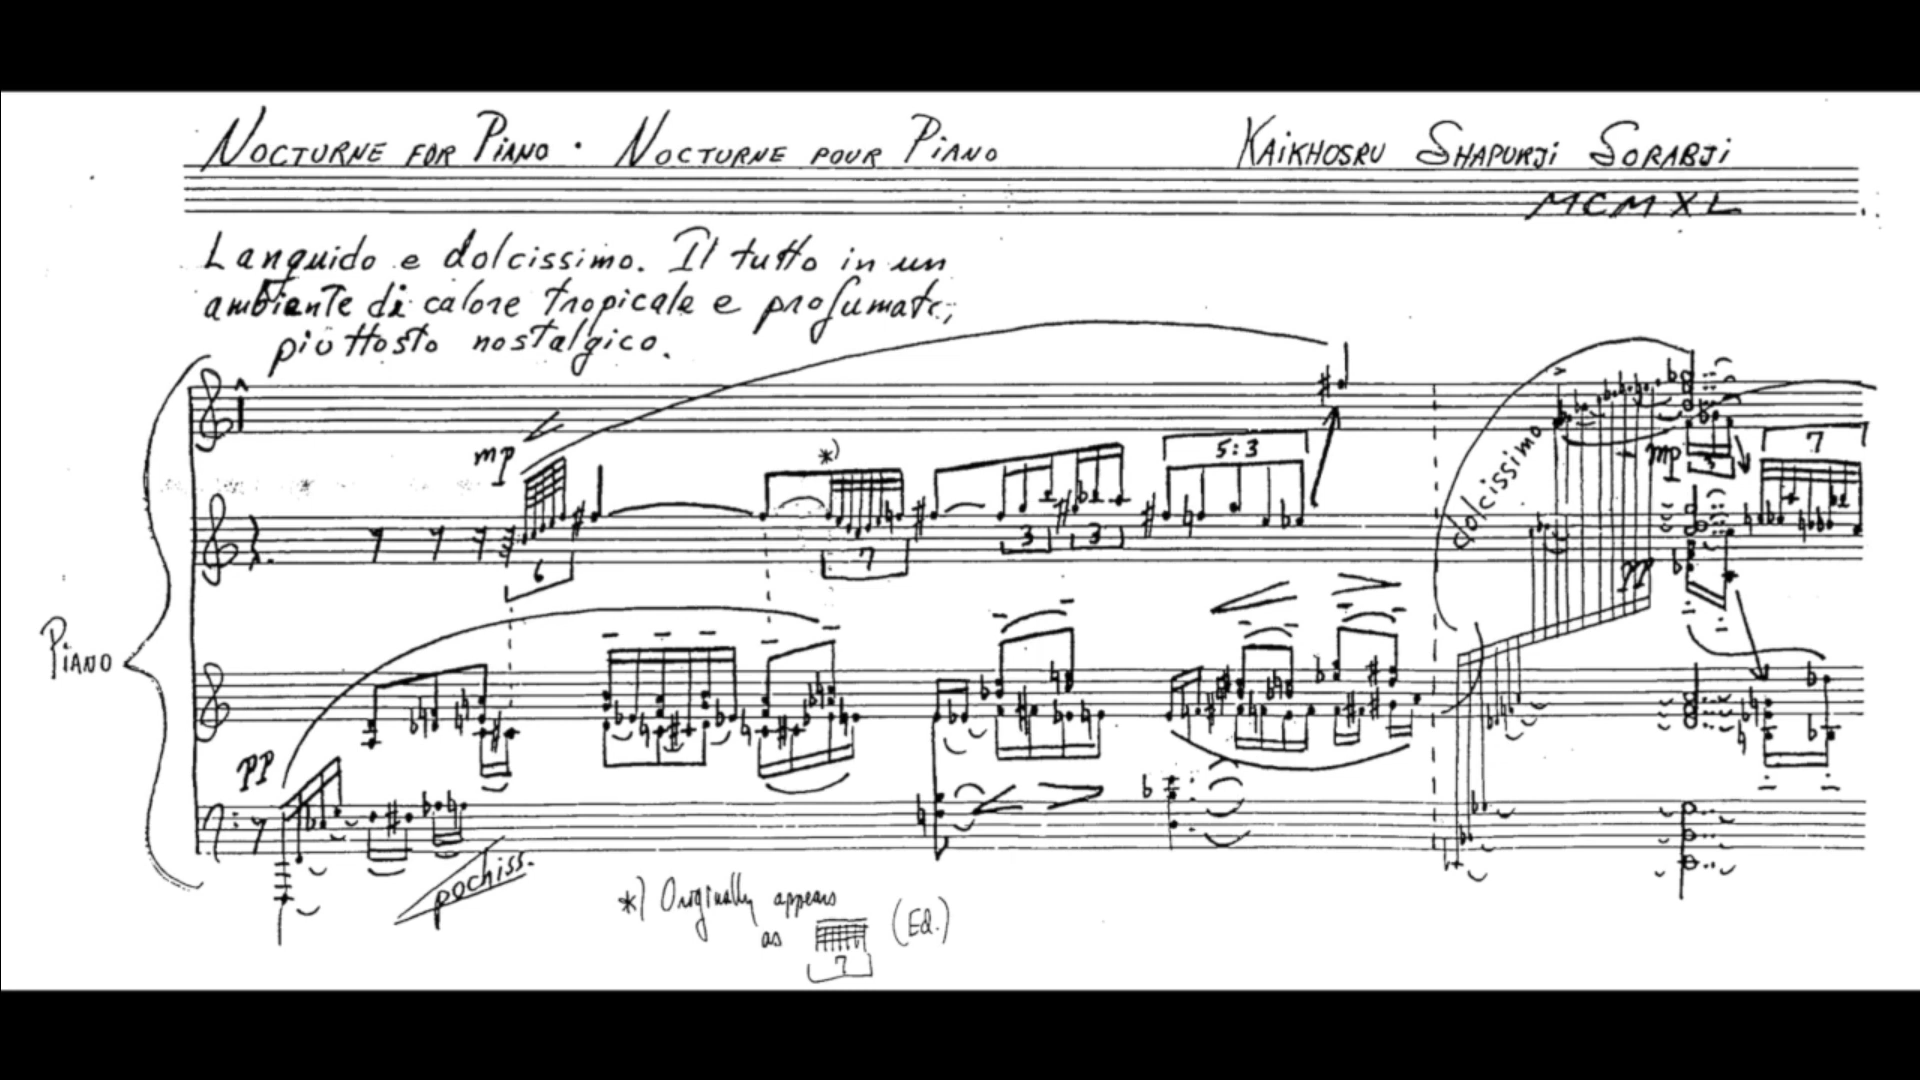 NOCTURNE FOR PIANO · NOCTURNE POUR PIANO
KAIKHOSRU SHAPURJI SORABJI
MCMXL
Languido e dolcissimo. Il tutto in un
ambiente di calore tropicale e profumate;
piuttosto nostalgico.
mp
*)
5:3
dolcissimo
mp
3
7
6
7
3
3
pp
PIANO
pp
pochiss.
*) Originally appears
as
(Ed.)
7